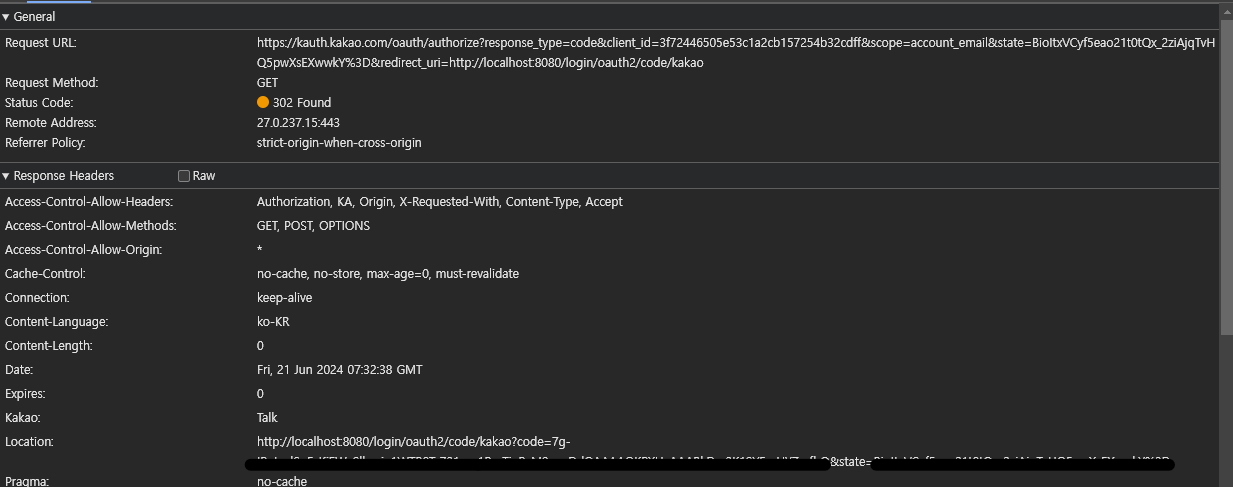 General
Request URL: https://kauth.kakao.com/oauth/authorize?response_type=code&client_id=3f72446505e53c1a2cb157254b32cdff&scope=account_email&state=BioItxVCyf5eao21t0tQx_2ziAjqTvH
Q5pwXsEXwwkY%3D&redirect_uri=http://localhost:8080/login/oauth2/code/kakao
Request Method: GET
Status Code: 302 Found
Remote Address: 27.0.237.15:443
Referrer Policy: strict-origin-when-cross-origin
Response Headers Raw
Access-Control-Allow-Headers: Authorization, KA, Origin, X-Requested-With, Content-Type, Accept
Access-Control-Allow-Methods: GET, POST, OPTIONS
Access-Control-Allow-Origin: *
Cache-Control: no-cache, no-store, max-age=0, must-revalidate
Connection: keep-alive
Content-Language: ko-KR
Content-Length: 0
Date: Fri, 21 Jun 2024 07:32:38 GMT
Expires: 0
Kakao: Talk
Location: http://localhost:8080/login/oauth2/code/kakao?code=7g-
&state=
Pragma: no-cache